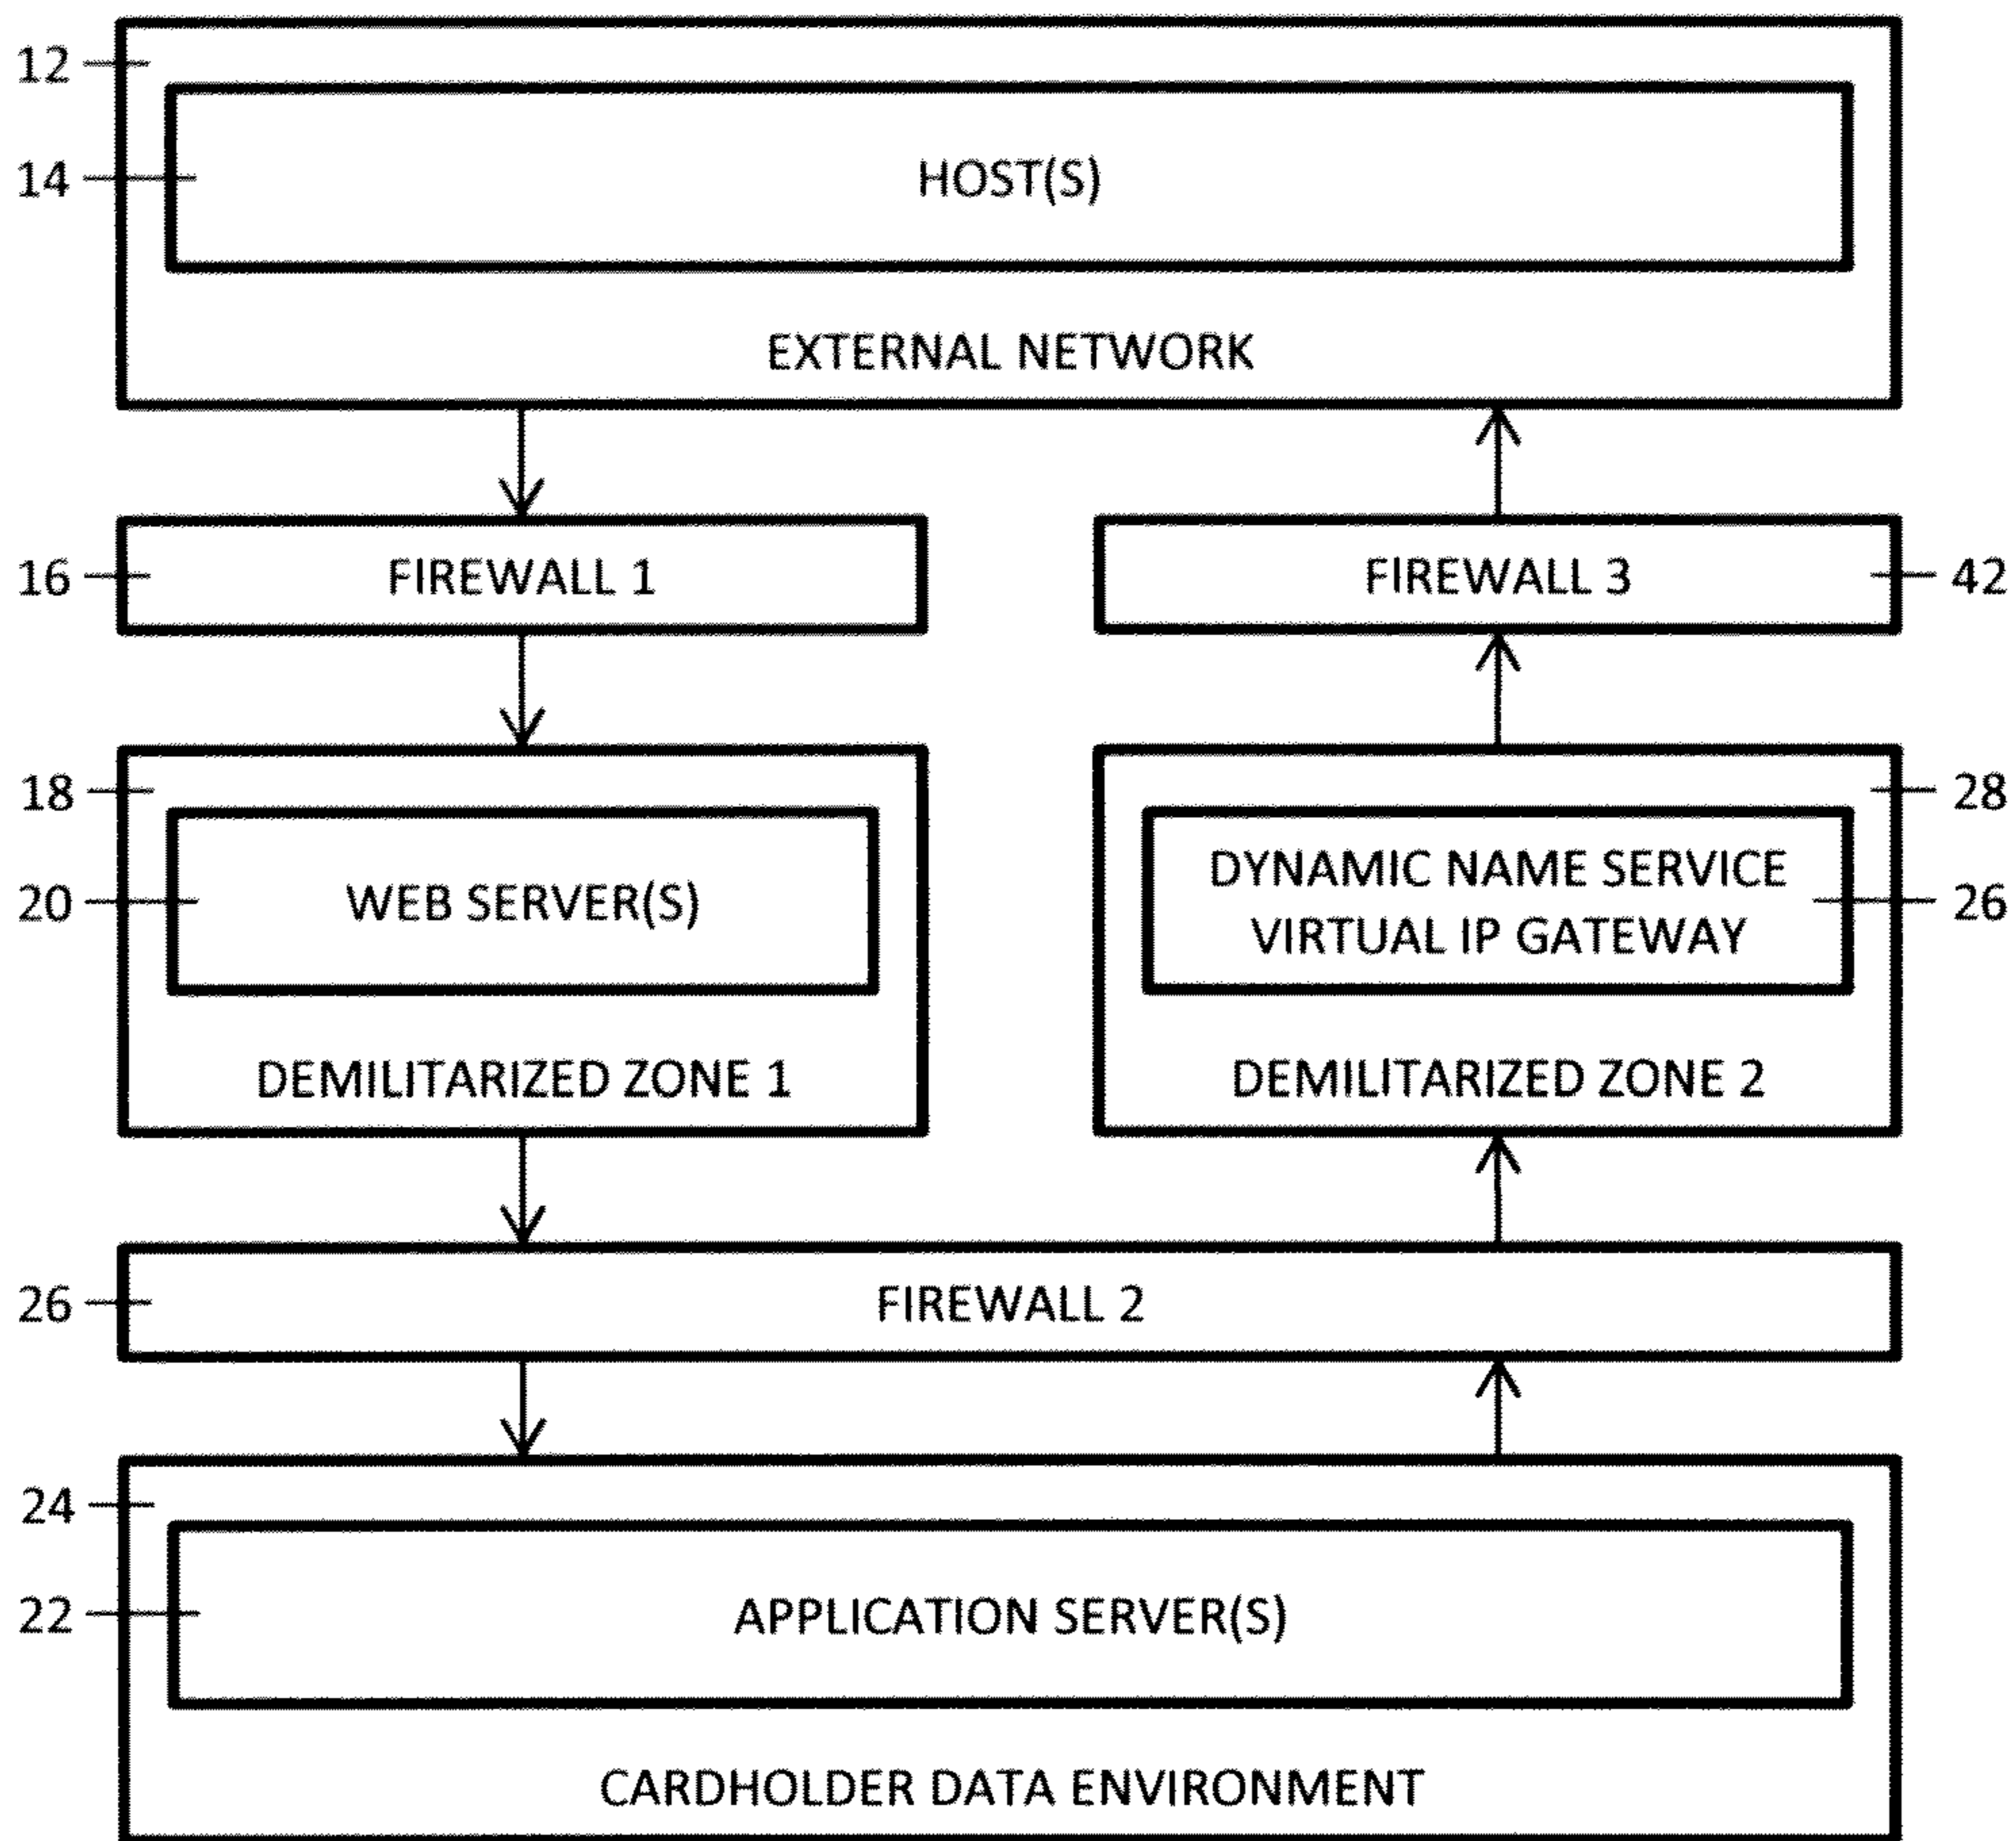 12
14
HOST(S)
EXTERNAL NETWORK
16
FIREWALL 1
FIREWALL 3
42
18
20
WEB SERVER(S)
DEMILITARIZED ZONE 1
28
DYNAMIC NAME SERVICE
VIRTUAL IP GATEWAY
26
DEMILITARIZED ZONE 2
26
FIREWALL 2
24
22
APPLICATION SERVER(S)
CARDHOLDER DATA ENVIRONMENT